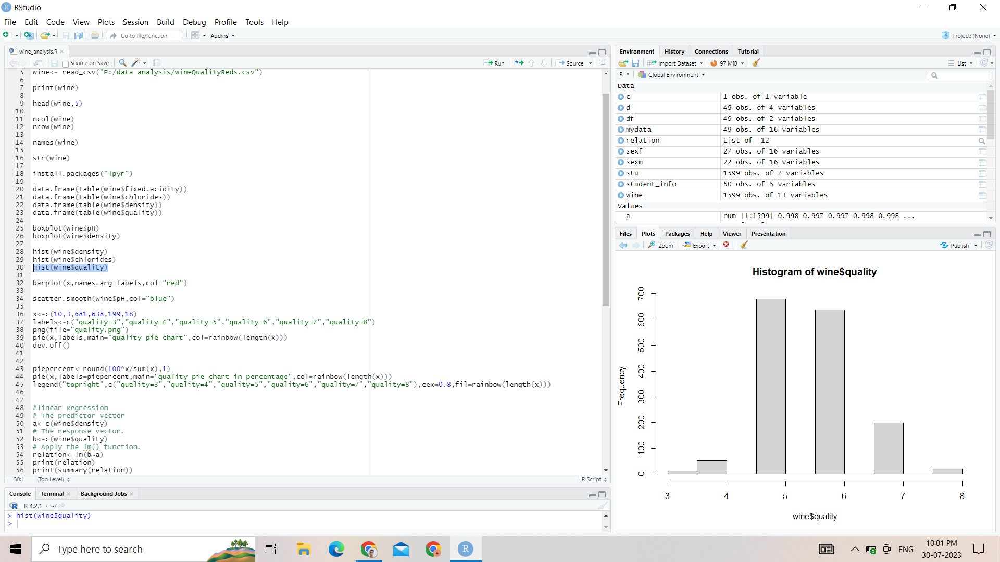 RStudio
File Edit Code View Plots Session Build Debug Profile Tools Help
Go to file/function Addins Project: (None)
wine_analysis.R
Source on Save Run Source
5 wine<- read_csv("E:/data analysis/wineQualityReds.csv")
6
7 print(wine)
8
9 head(wine,5)
10
11 ncol(wine)
12 nrow(wine)
13
14 names(wine)
15
16 str(wine)
17
18 install.packages("lpyr")
19
20 data.frame(table(wine$fixed.acidity))
21 data.frame(table(wine$chlorides))
22 data.frame(table(wine$density))
23 data.frame(table(wine$quality))
24
25 boxplot(wine$pH)
26 boxplot(wine$density)
27
28 hist(wine$density)
29 hist(wine$chlorides)
30 hist(wine$quality)
31
32 barplot(x,names.arg=labels,col="red")
33
34 scatter.smooth(wine$pH,col="blue")
35
36 x<-c(10,3,681,638,199,18)
37 labels<-c("quality=3","quality=4","quality=5","quality=6","quality=7","quality=8")
38 png(file="quality.png")
39 pie(x,labels,main="quality pie chart",col=rainbow(length(x)))
40 dev.off()
41
42
43 piepercent<-round(100*x/sum(x),1)
44 pie(x,labels=piepercent,main="quality pie chart in percentage",col=rainbow(length(x)))
45 legend("topright",c("quality=3","quality=4","quality=5","quality=6","quality=7","quality=8"),cex=0.8,fil=rainbow(length(x)))
46
47
48 #linear Regression
49 # The predictor vector
50 a<-c(wine$density)
51 # The response vector.
52 b<-c(wine$quality)
53 # Apply the lm() function.
54 relation<-lm(b~a)
55 print(relation)
56 print(summary(relation))
30:1 (Top Level) R Script
Console Terminal Background Jobs
R 4.2.1 · ~/
> hist(wine$quality)
>
Environment History Connections Tutorial
Import Dataset 97 MiB List
R Global Environment
Data
c 1 obs. of 1 variable
d 49 obs. of 4 variables
df 49 obs. of 2 variables
mydata 49 obs. of 16 variables
relation List of 12
sexf 27 obs. of 16 variables
sexm 22 obs. of 16 variables
stu 1599 obs. of 2 variables
student_info 50 obs. of 5 variables
wine 1599 obs. of 13 variables
Values
a num [1:1599] 0.998 0.997 0.997 0.998 0.998 ...
Files Plots Packages Help Viewer Presentation
Zoom Export Publish
Histogram of wine$quality
Frequency
0 100 200 300 400 500 600 700
3 4 5 6 7 8
wine$quality
Type here to search
ENG
10:01 PM
30-07-2023